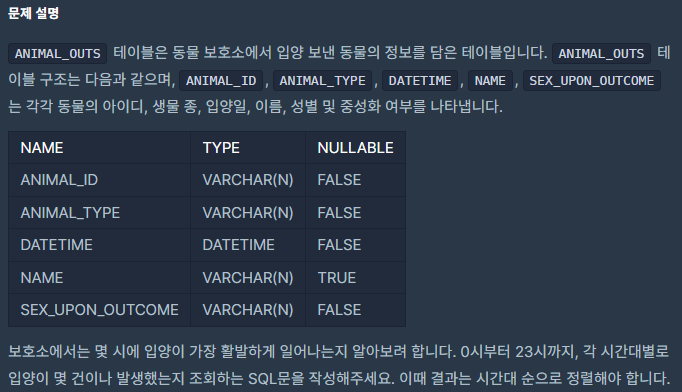 문제 설명
ANIMAL_OUTS 테이블은 동물 보호소에서 입양 보낸 동물의 정보를 담은 테이블입니다. ANIMAL_OUTS 테
이블 구조는 다음과 같으며, ANIMAL_ID, ANIMAL_TYPE, DATETIME, NAME, SEX_UPON_OUTCOME
는 각각 동물의 아이디, 생물 종, 입양일, 이름, 성별 및 중성화 여부를 나타냅니다.
NAME TYPE NULLABLE
ANIMAL_ID VARCHAR(N) FALSE
ANIMAL_TYPE VARCHAR(N) FALSE
DATETIME DATETIME FALSE
NAME VARCHAR(N) TRUE
SEX_UPON_OUTCOME VARCHAR(N) FALSE
보호소에서는 몇 시에 입양이 가장 활발하게 일어나는지 알아보려 합니다. 0시부터 23시까지, 각 시간대별로
입양이 몇 건이나 발생했는지 조회하는 SQL문을 작성해주세요. 이때 결과는 시간대 순으로 정렬해야 합니다.